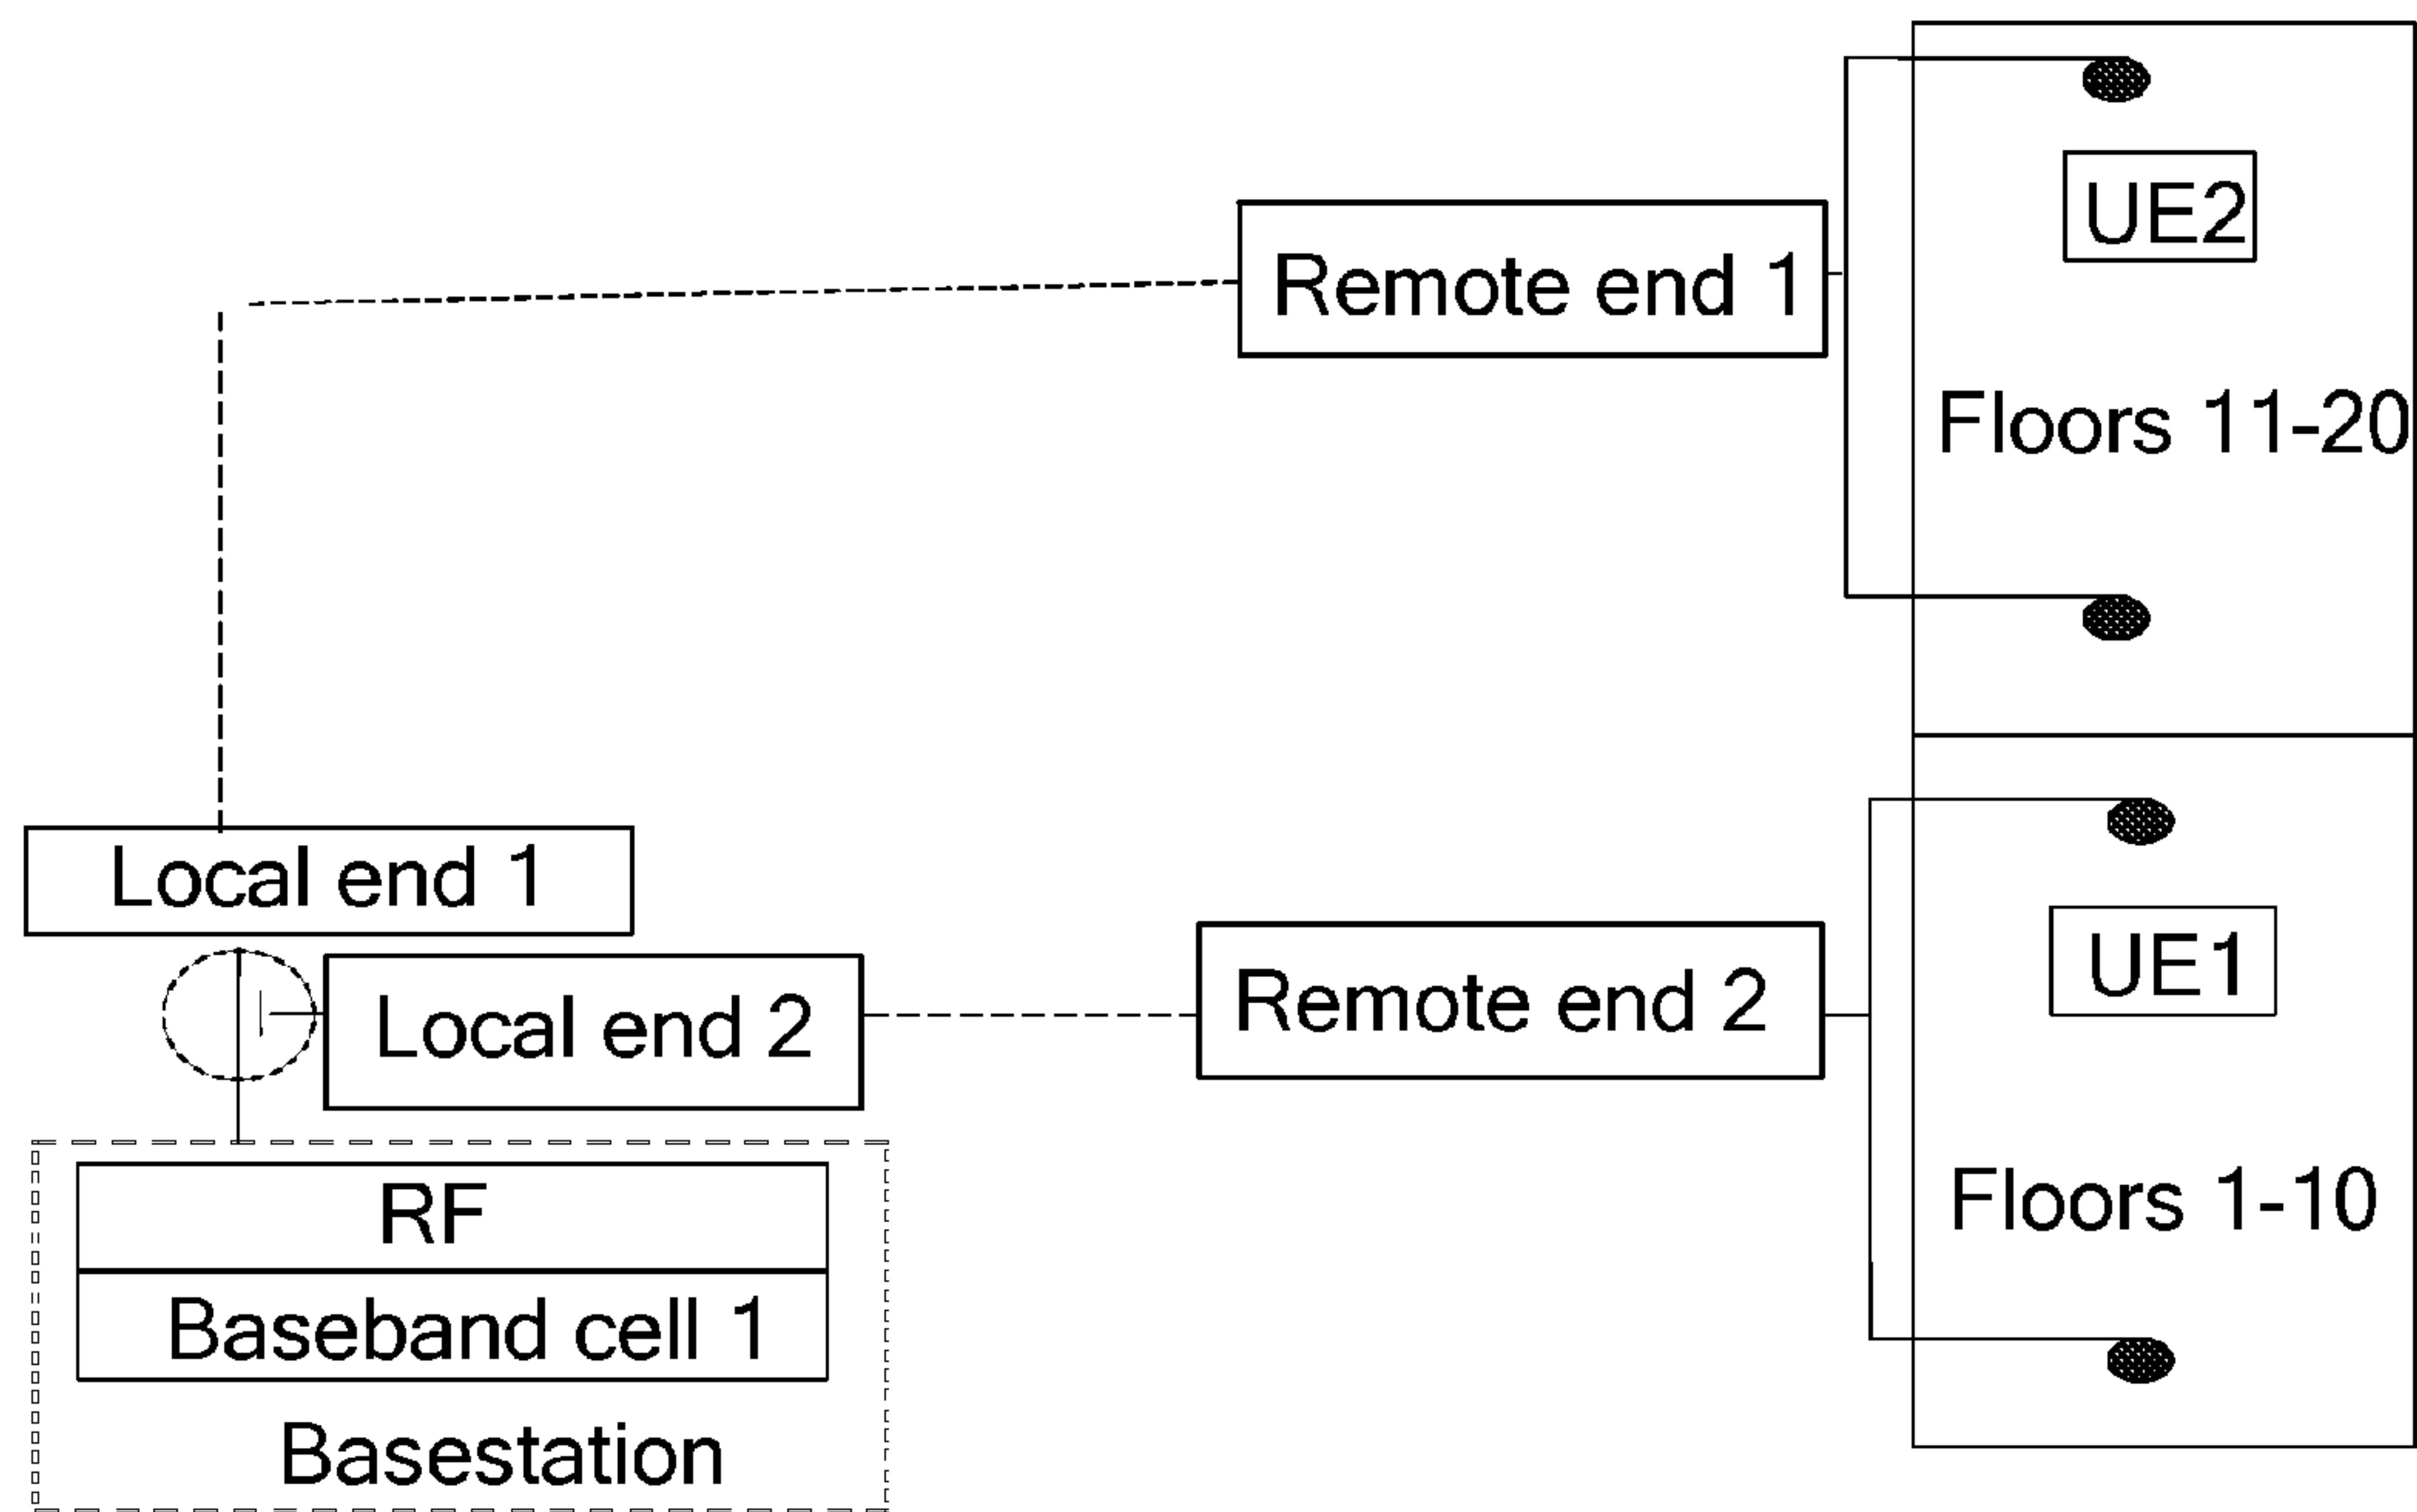 UE2
Remote end 1
Floors 11-20
Local end 1
UE1
Local end 2
Remote end 2
RF
Floors 1-10
Baseband cell 1
Basestation